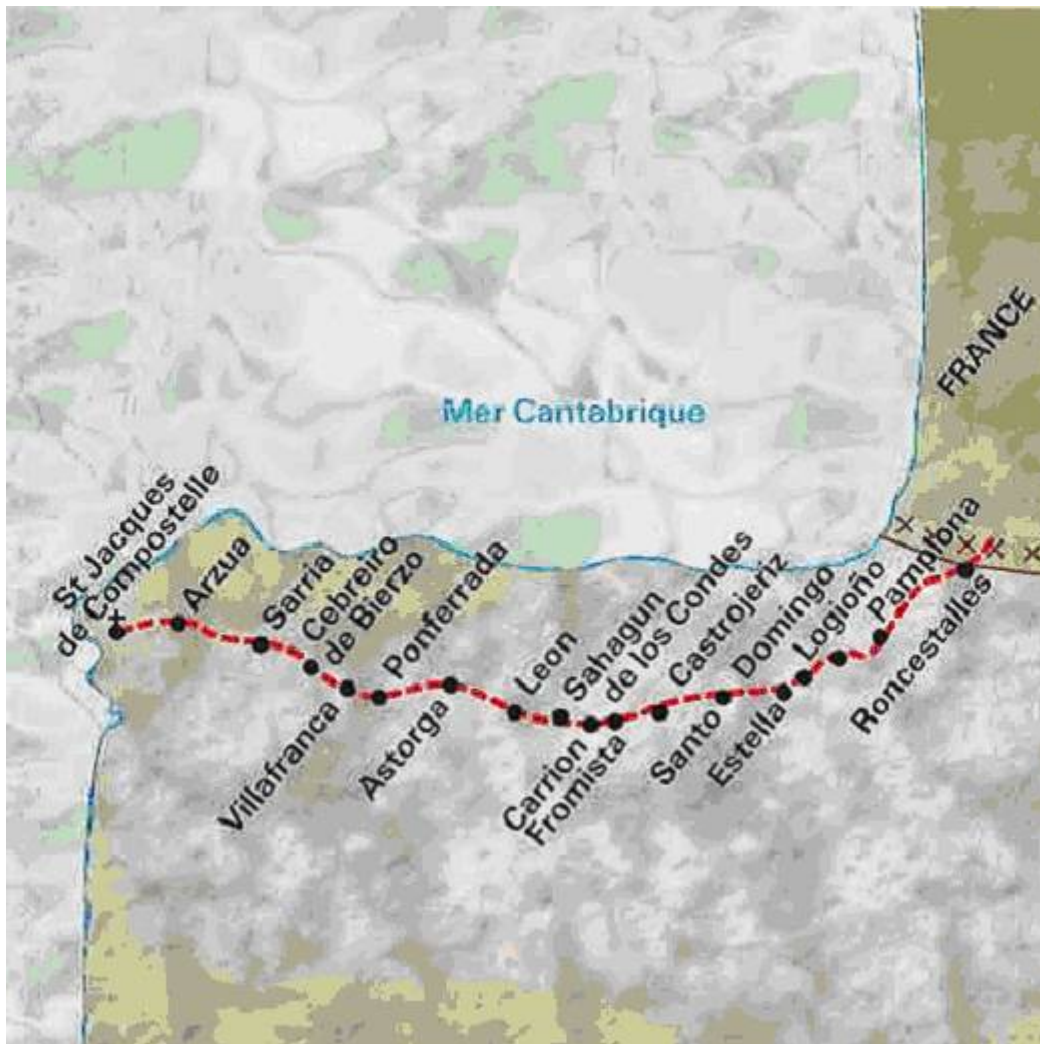 FRANCE
Mer Cantabrique
St Jacques
de Compostelle
Arzua
Sarria
Cebreiro
Villafranca de Bierzo
Ponferrada
Astorga
Leon
Sahagun
Carrion de los Condes
Fromista
Castrojeriz
Santo Domingo
Estella
Logioño
Pamplona
Roncestalles